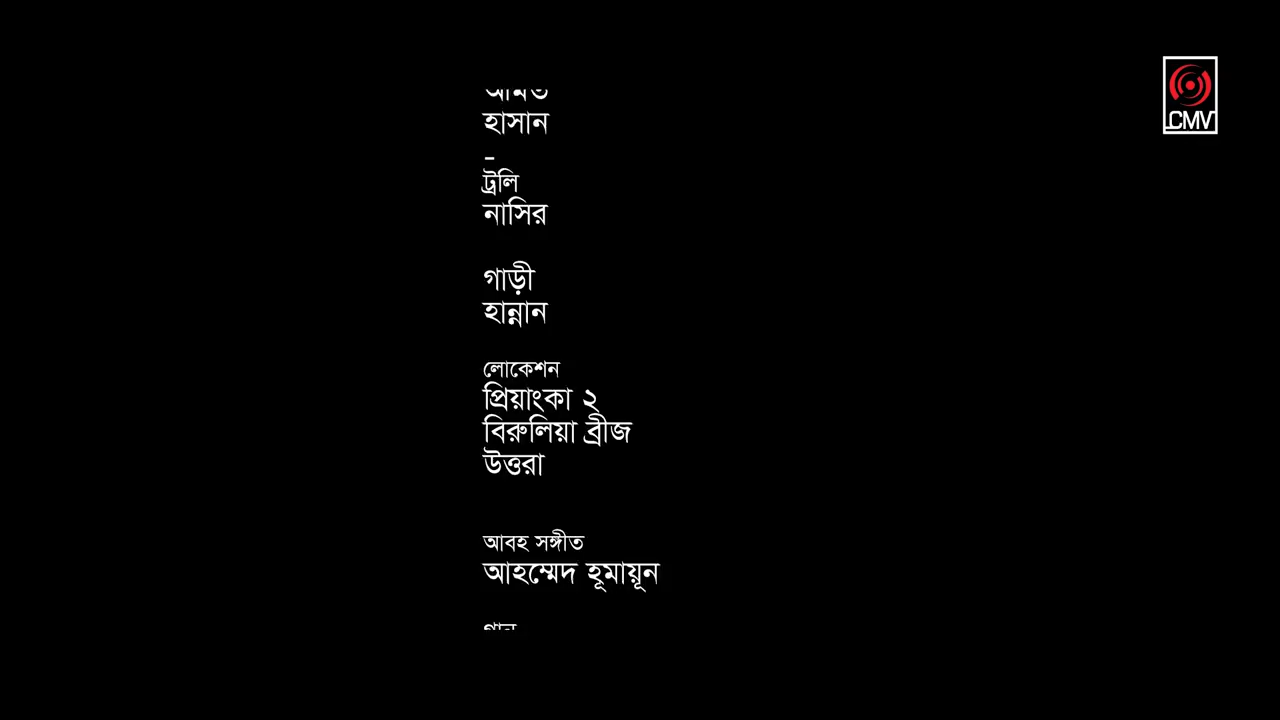 হাসান
-
ট্রলি
নাসির
গাড়ী
হান্নান
লোকেশন
প্রিয়াংকা ২
বিরুলিয়া ব্রীজ
উত্তরা
আবহ সঙ্গীত
আহম্মেদ হূমায়ূন
CMV